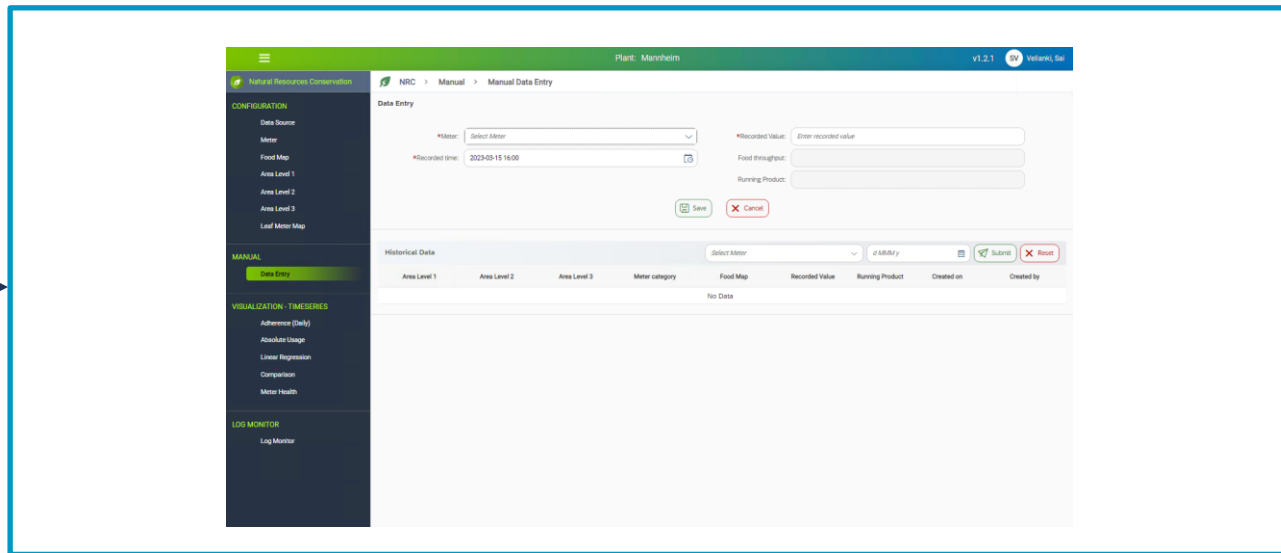 Plant: Mannheim v1.2.1 SV Velianki, Sai
Natural Resources Conservation
NRC > Manual > Manual Data Entry
CONFIGURATION
Data Source
Meter
Food Map
Area Level 1
Area Level 2
Area Level 3
Leaf Meter Map
MANUAL
Data Entry
VISUALIZATION - TIMESERIES
Adherence (Daily)
Absolute Usage
Linear Regression
Comparison
Meter Health
LOG MONITOR
Log Monitor
Data Entry
*Meter: Select Meter *Recorded Value: Enter recorded value
*Recorded time: 2023-03-15 16:00 Food throughput:
Running Product:
Save Cancel
Historical Data Select Meter d MMM y Submit Reset
Area Level 1 Area Level 2 Area Level 3 Meter category Food Map Recorded Value Running Product Created on Created by
No Data